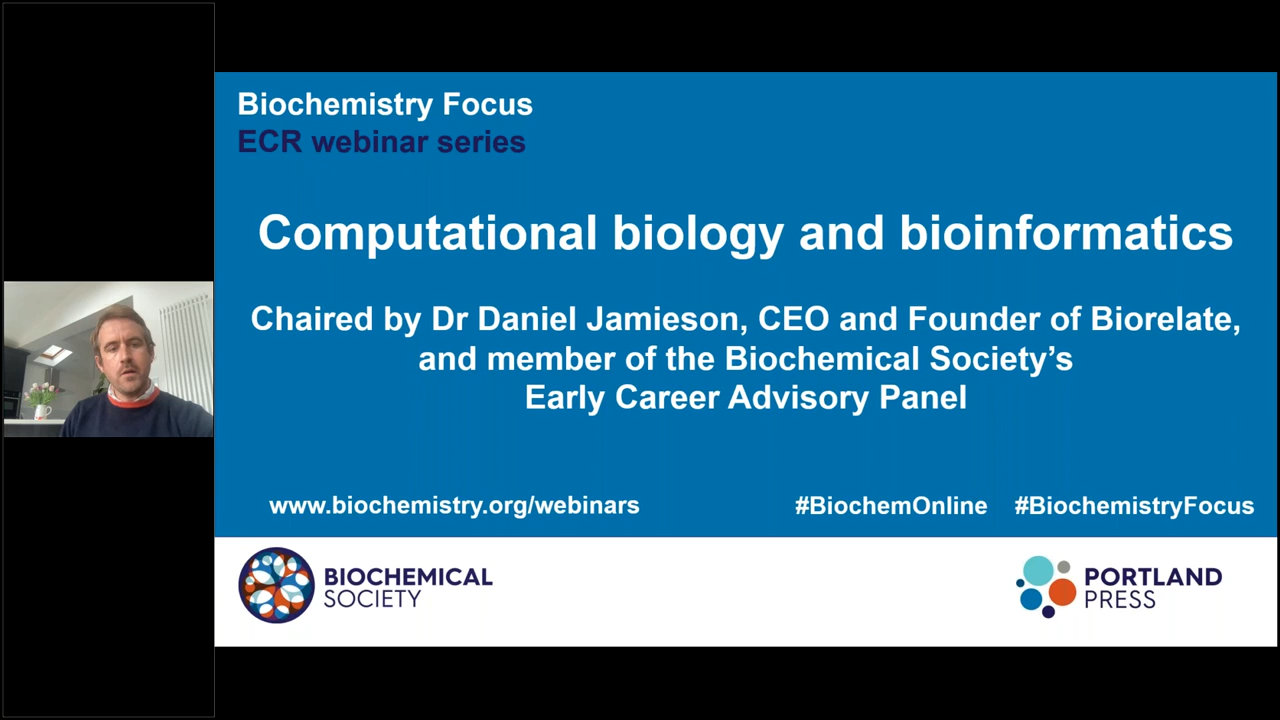 Biochemistry Focus
ECR webinar series
Computational biology and bioinformatics
Chaired by Dr Daniel Jamieson, CEO and Founder of Biorelate,
and member of the Biochemical Society’s
Early Career Advisory Panel
www.biochemistry.org/webinars
#BiochemOnline #BiochemistryFocus
BIOCHEMICAL
SOCIETY
PORTLAND
PRESS